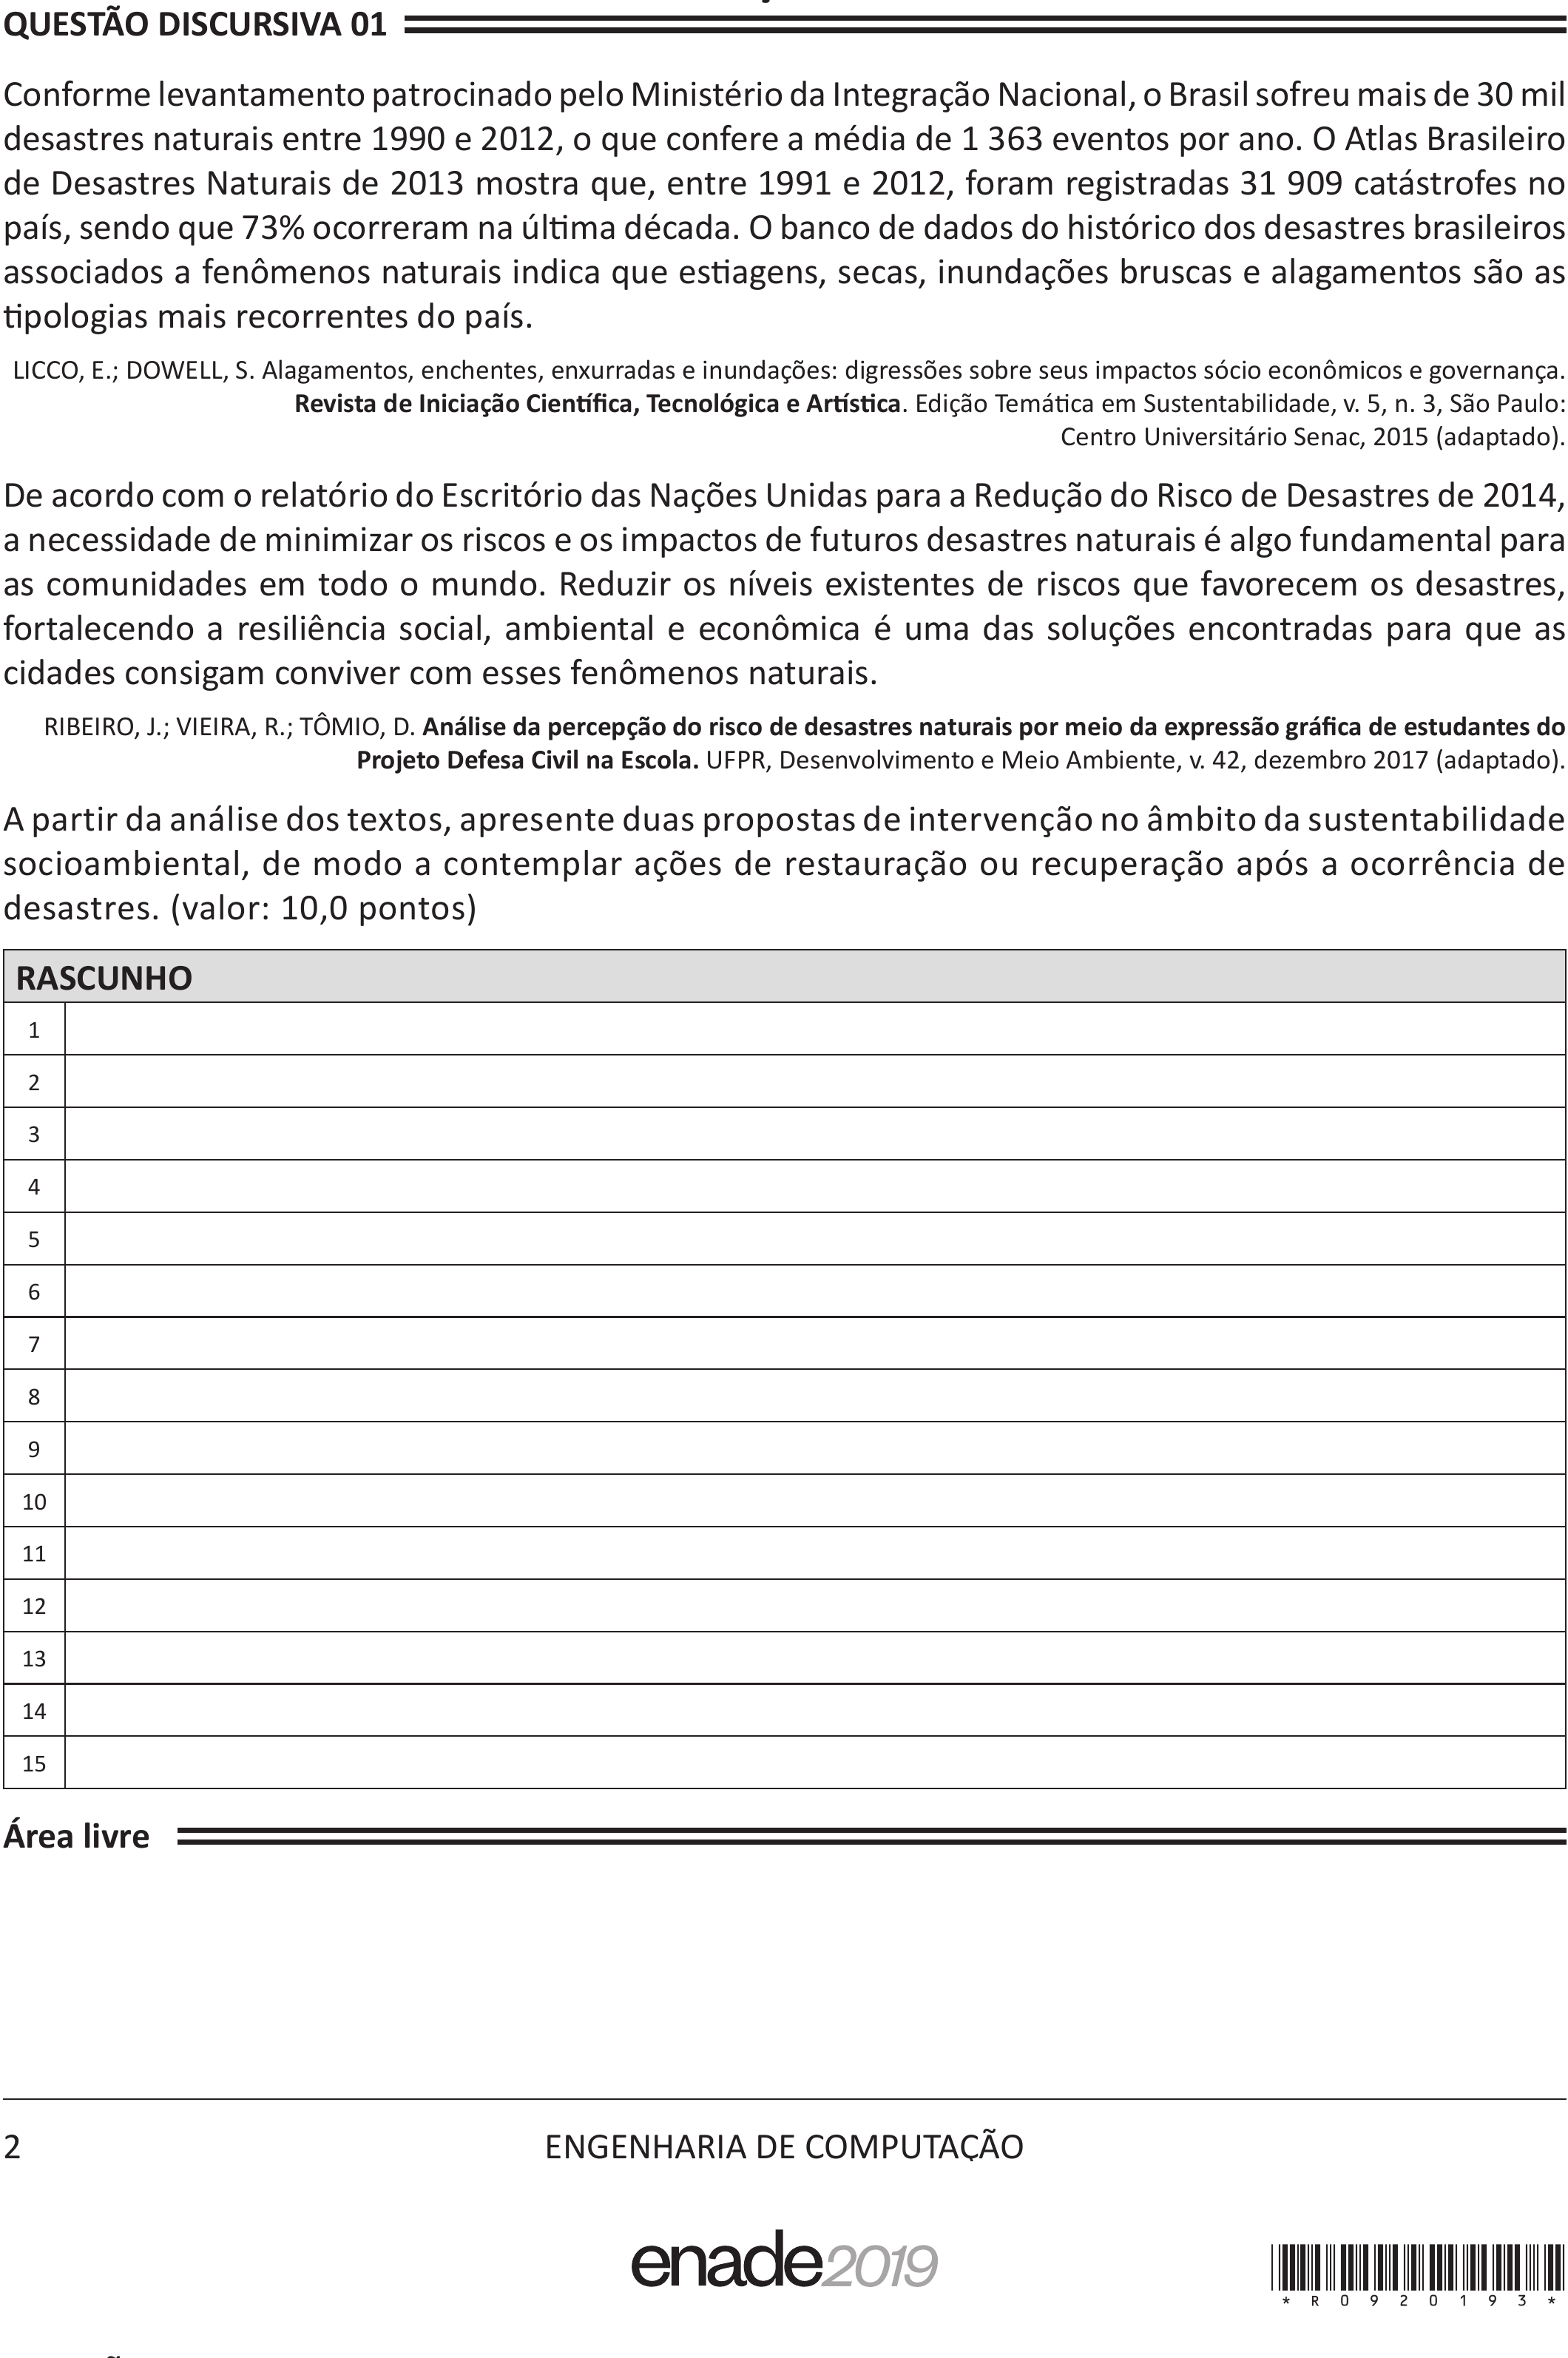 QUESTÃO DISCURSIVA 01
Conforme levantamento patrocinado pelo Ministério da Integração Nacional, o Brasil sofreu mais de 30 mil
desastres naturais entre 1990 e 2012, o que confere a média de 1 363 eventos por ano. O Atlas Brasileiro
de Desastres Naturais de 2013 mostra que, entre 1991 e 2012, foram registradas 31 909 catástrofes no
país, sendo que 73% ocorreram na última década. O banco de dados do histórico dos desastres brasileiros
associados a fenômenos naturais indica que estiagens, secas, inundações bruscas e alagamentos são as
tipologias mais recorrentes do país.
LICCO, E.; DOWELL, S. Alagamentos, enchentes, enxurradas e inundações: digressões sobre seus impactos sócio econômicos e governança.
Revista de Iniciação Científica, Tecnológica e Artística. Edição Temática em Sustentabilidade, v. 5, n. 3, São Paulo:
Centro Universitário Senac, 2015 (adaptado).
De acordo com o relatório do Escritório das Nações Unidas para a Redução do Risco de Desastres de 2014,
a necessidade de minimizar os riscos e os impactos de futuros desastres naturais é algo fundamental para
as comunidades em todo o mundo. Reduzir os níveis existentes de riscos que favorecem os desastres,
fortalecendo a resiliência social, ambiental e econômica é uma das soluções encontradas para que as
cidades consigam conviver com esses fenômenos naturais.
RIBEIRO, J.; VIEIRA, R.; TÔMIO, D. Análise da percepção do risco de desastres naturais por meio da expressão gráfica de estudantes do
Projeto Defesa Civil na Escola. UFPR, Desenvolvimento e Meio Ambiente, v. 42, dezembro 2017 (adaptado).
A partir da análise dos textos, apresente duas propostas de intervenção no âmbito da sustentabilidade
socioambiental, de modo a contemplar ações de restauração ou recuperação após a ocorrência de
desastres. (valor: 10,0 pontos)
RASCUNHO
1
2
3
4
5
6
7
8
9
10
11
12
13
14
15
Área livre
2
ENGENHARIA DE COMPUTAÇÃO
enade2019
* R 0 9 2 0 1 9 3 *